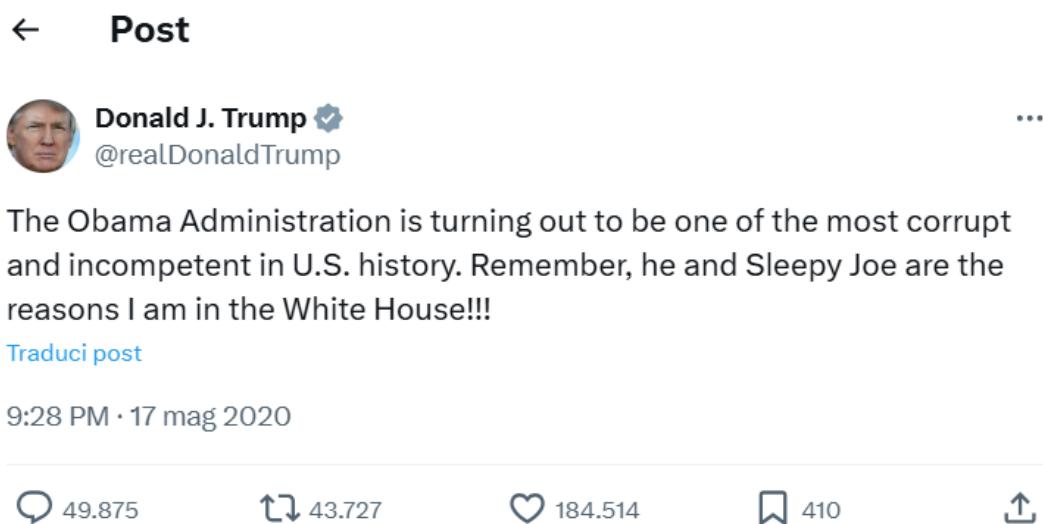 Post
Donald J. Trump
@realDonaldTrump
The Obama Administration is turning out to be one of the most corrupt
and incompetent in U.S. history. Remember, he and Sleepy Joe are the
reasons I am in the White House!!!
Traduci post
9:28 PM · 17 mag 2020
49.875 43.727 184.514 410